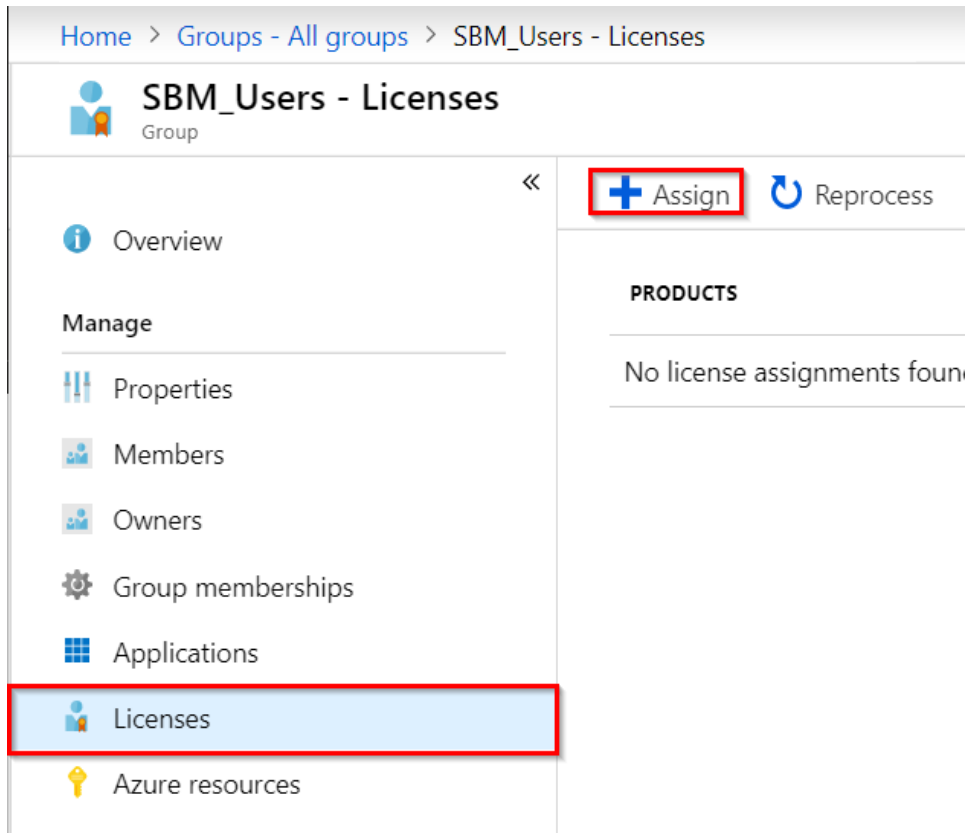 Home > Groups - All groups > SBM_Users - Licenses
SBM_Users - Licenses
Group
«
Assign
Reprocess
Overview
PRODUCTS
Manage
No license assignments
Properties
Members
Owners
Group memberships
Applications
Licenses
Azure resources